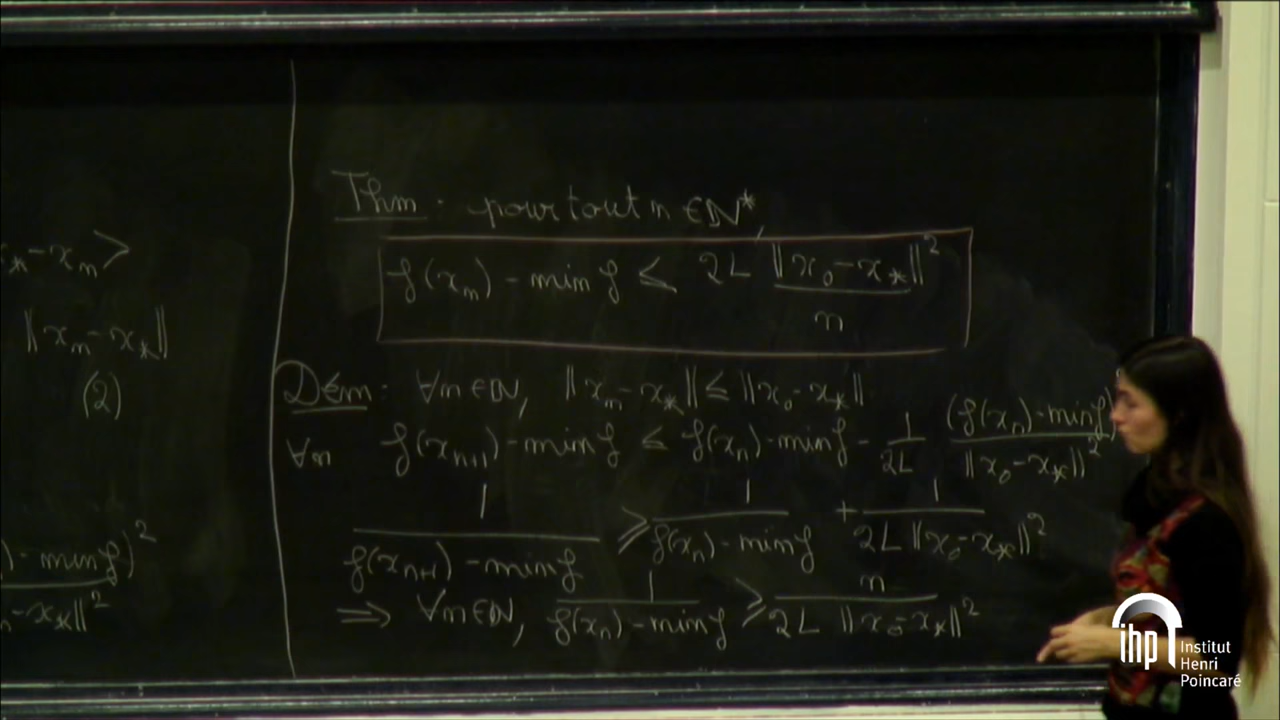 *-xₙ>
‖xₙ-x*‖
(2)
)-min f)²
ₙ-x*‖²
Thm : pour tout n ∈ ℕ*,
f(xₙ) - min f ≤ 2L ‖x₀-x*‖² / n
Dém : ∀n∈ℕ, ‖xₙ-x*‖ ≤ ‖x₀-x*‖
∀n f(xₙ₊₁) - min f ≤ f(xₙ) - min f - 1/2L (f(xₙ)-min f) / ‖x₀-x*‖²
1 / f(xₙ₊₁) - min f ≥ 1 / f(xₙ) - min f + 1 / 2L ‖x₀-x*‖²
⇒ ∀n∈ℕ, 1 / f(xₙ) - min f ≥ n / 2L ‖x₀-x*‖²
ihp Institut
Henri
Poincaré